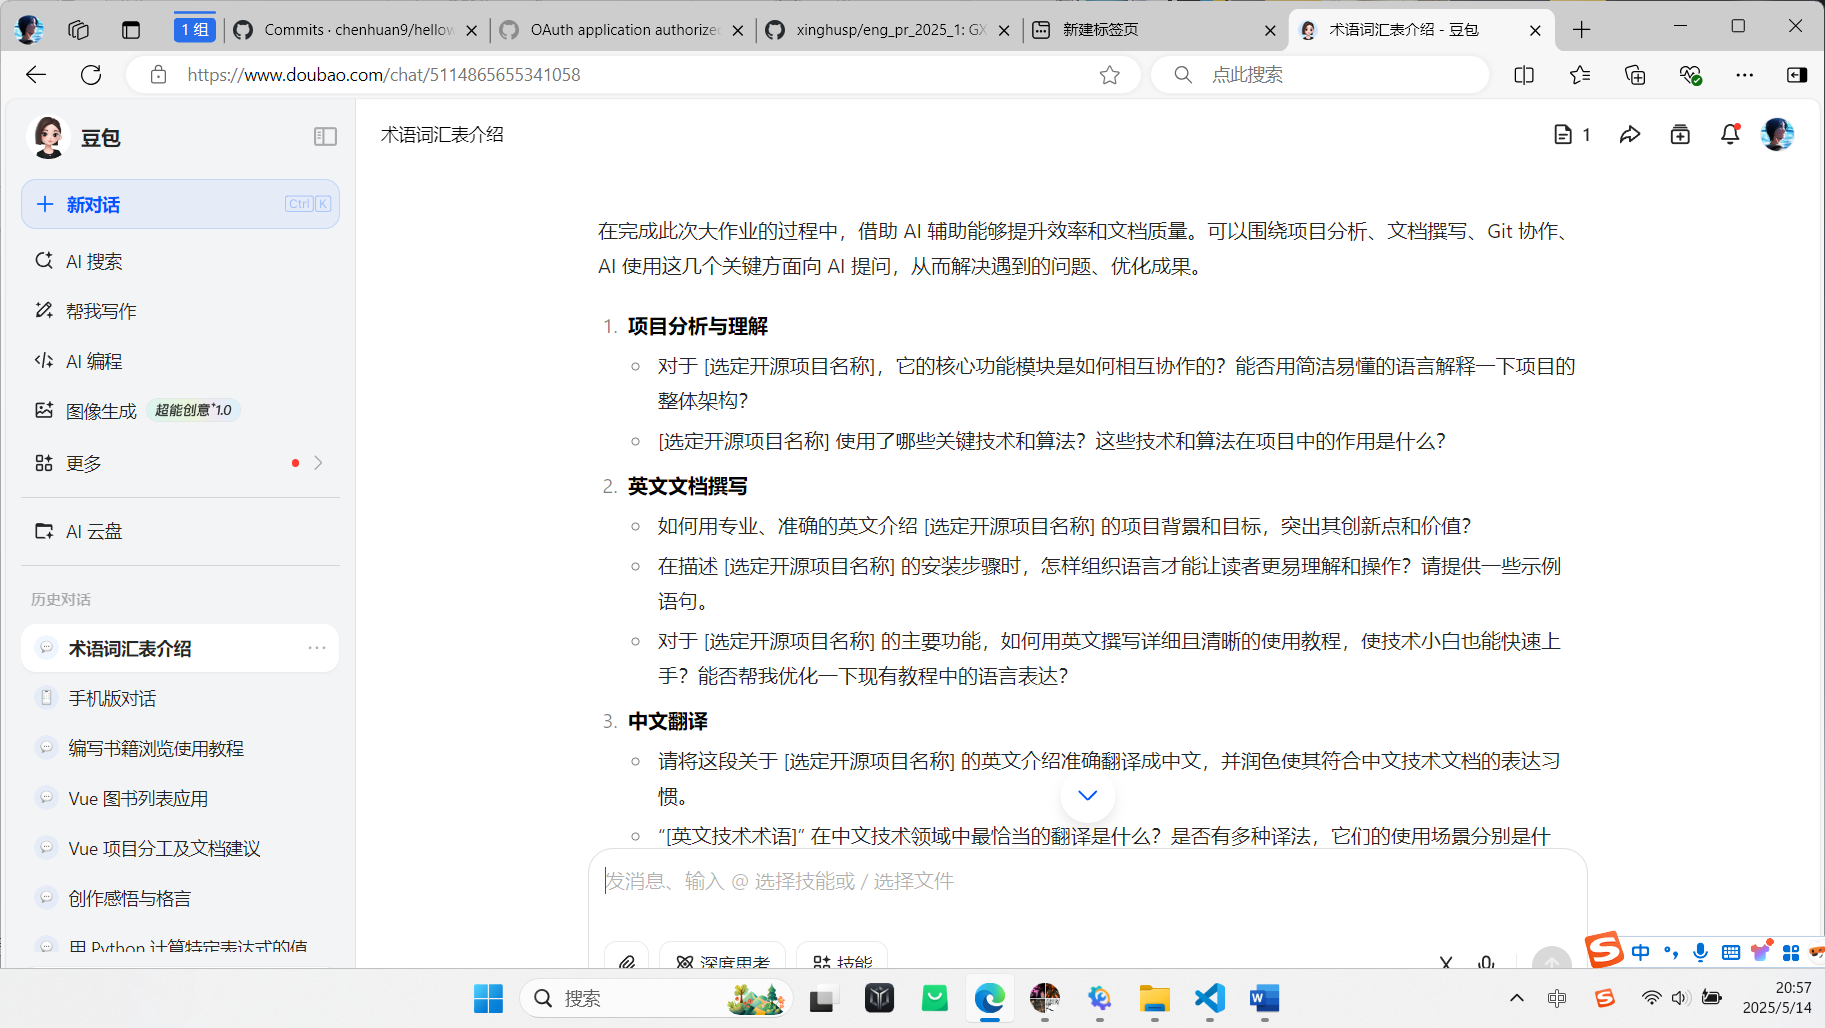 1 组
Commits · chenhuan9/hellow
OAuth application authorized
xinghusp/eng_pr_2025_1: GX
新建标签页
术语词汇表介绍 - 豆包
https://www.doubao.com/chat/5114865655341058
点此搜索
豆包
新对话
Ctrl K
AI 搜索
帮我写作
AI 编程
图像生成 超能创意1.0
更多
AI 云盘
历史对话
术语词汇表介绍
手机版对话
编写书籍浏览使用教程
Vue 图书列表应用
Vue 项目分工及文档建议
创作感悟与格言
用 Python 计算特定表达式的值
术语词汇表介绍
1
在完成此次大作业的过程中，借助 AI 辅助能够提升效率和文档质量。可以围绕项目分析、文档撰写、Git 协作、
AI 使用这几个关键方面向 AI 提问，从而解决遇到的问题、优化成果。
1. 项目分析与理解
对于 [选定开源项目名称]，它的核心功能模块是如何相互协作的？能否用简洁易懂的语言解释一下项目的
整体架构？
[选定开源项目名称] 使用了哪些关键技术和算法？这些技术和算法在项目中的作用是什么？
2. 英文文档撰写
如何用专业、准确的英文介绍 [选定开源项目名称] 的项目背景和目标，突出其创新点和价值？
在描述 [选定开源项目名称] 的安装步骤时，怎样组织语言才能让读者更易理解和操作？请提供一些示例
语句。
对于 [选定开源项目名称] 的主要功能，如何用英文撰写详细且清晰的使用教程，使技术小白也能快速上
手？能否帮我优化一下现有教程中的语言表达？
3. 中文翻译
请将这段关于 [选定开源项目名称] 的英文介绍准确翻译成中文，并润色使其符合中文技术文档的表达习
惯。
“[英文技术术语]” 在中文技术领域中最恰当的翻译是什么？是否有多种译法，它们的使用场景分别是什
发消息、输入 @ 选择技能或 / 选择文件
深度思考
技能
中
搜索
中
20:57
2025/5/14